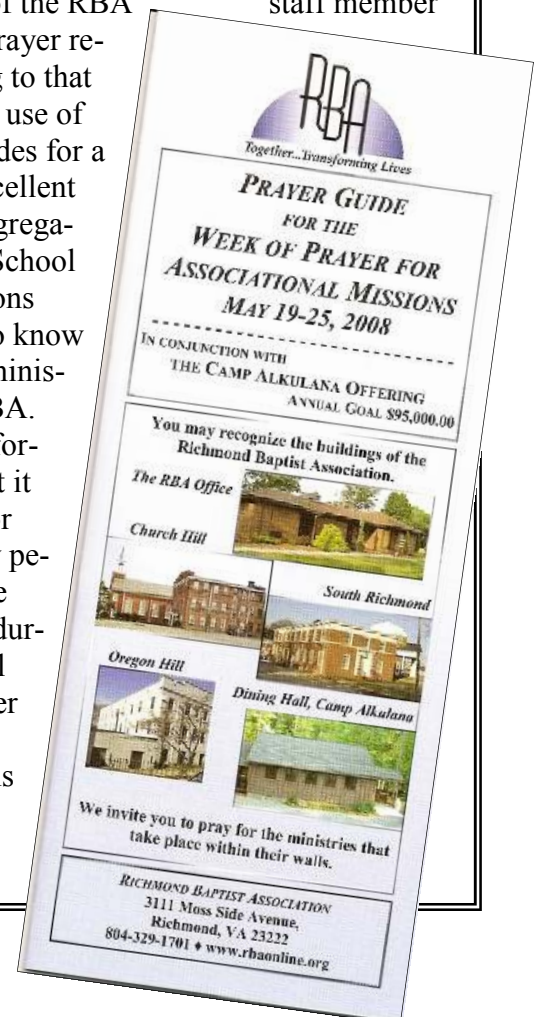 of the RBA
rayer re-
g to that
use of
des for a
cellent
grega-
School
ons
o know
minis-
BA.
for-
t it
r
pe-
e
dur-
l
er
is
staff member
RBA
Together...Transforming Lives
PRAYER GUIDE
FOR THE
WEEK OF PRAYER FOR
ASSOCIATIONAL MISSIONS
MAY 19-25, 2008
IN CONJUNCTION WITH
THE CAMP ALKULANA OFFERING
ANNUAL GOAL $95,000.00
You may recognize the buildings of the
Richmond Baptist Association.
The RBA Office
Church Hill
South Richmond
Oregon Hill
Dining Hall, Camp Alkulana
We invite you to pray for the ministries that
take place within their walls.
RICHMOND BAPTIST ASSOCIATION
3111 Moss Side Avenue,
Richmond, VA 23222
804-329-1701 ♦ www.rbaonline.org